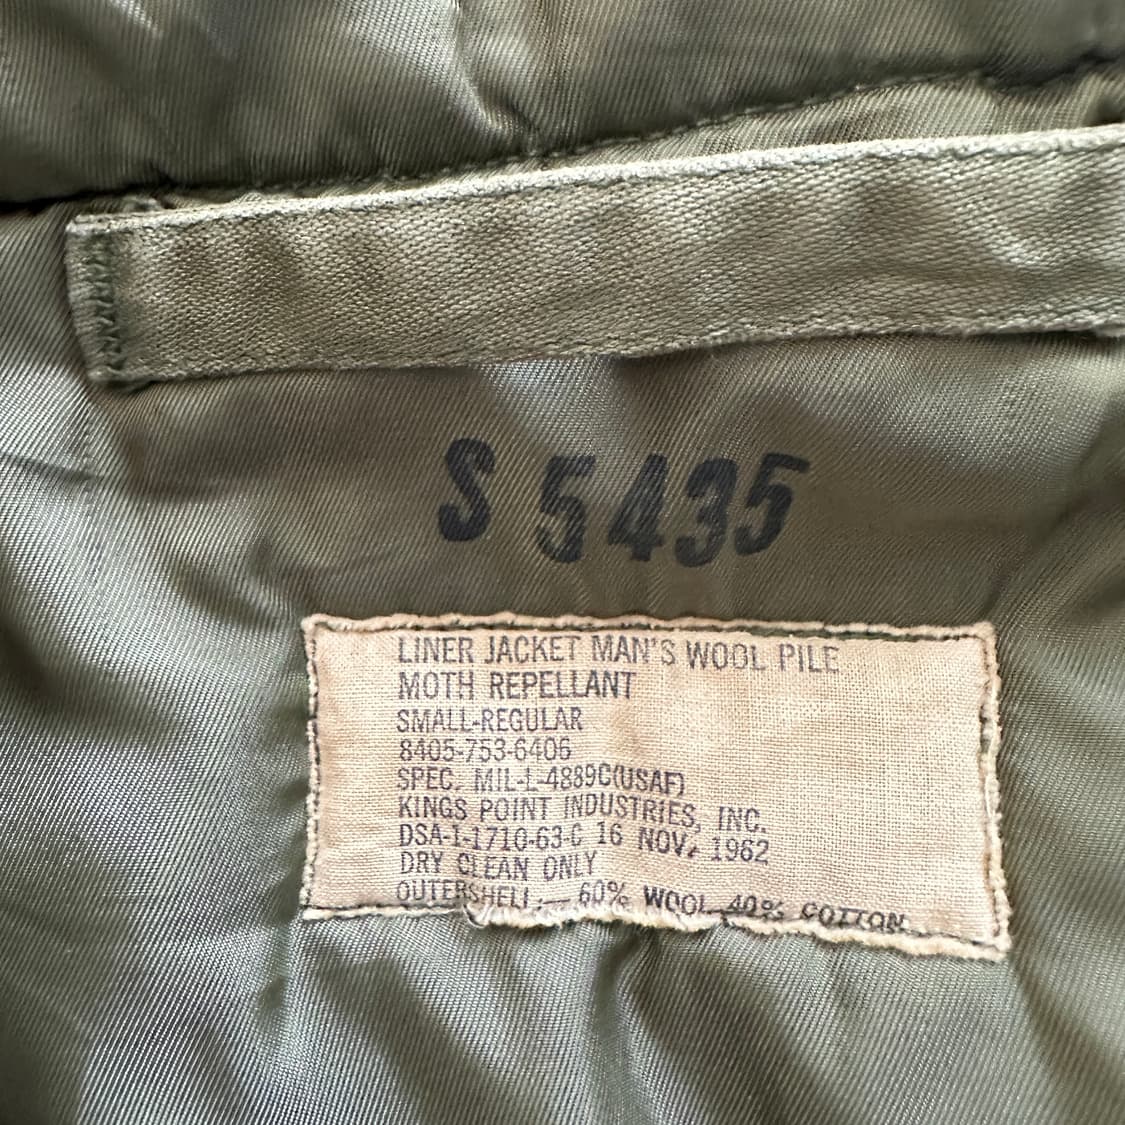 S 5435
LINER JACKET MAN'S WOOL PILE
MOTH REPELLANT
SMALL-REGULAR
8405-753-6406
SPEC. MIL-L-4889C(USAF)
KINGS POINT INDUSTRIES, INC.
DSA-1-1710-63-C 16 NOV. 1962
DRY CLEAN ONLY
OUTERSHELL.— 60% WOOL 40% COTTON